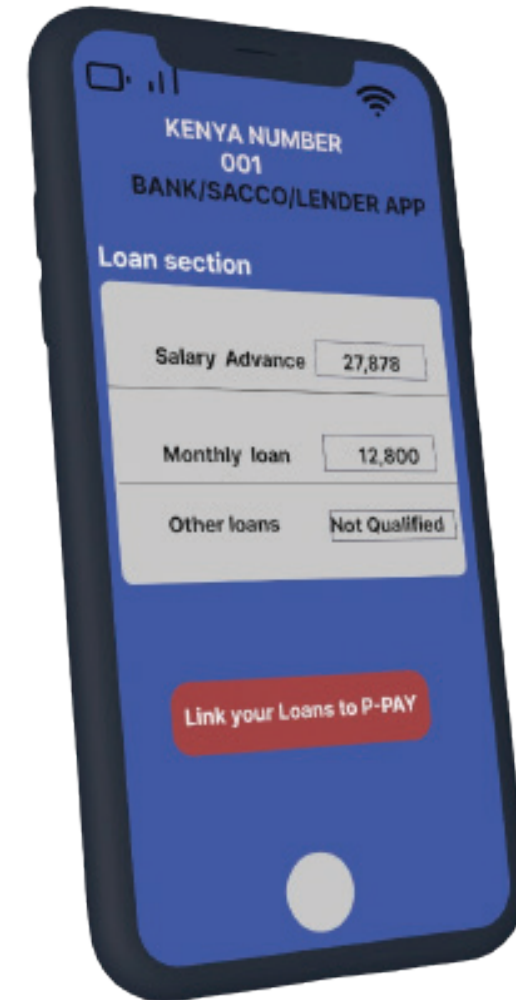 KENYA NUMBER
001
BANK/SACCO/LENDER APP
Loan section
Salary Advance 27,878
Monthly loan 12,800
Other loans Not Qualified
Link your Loans to P-PAY